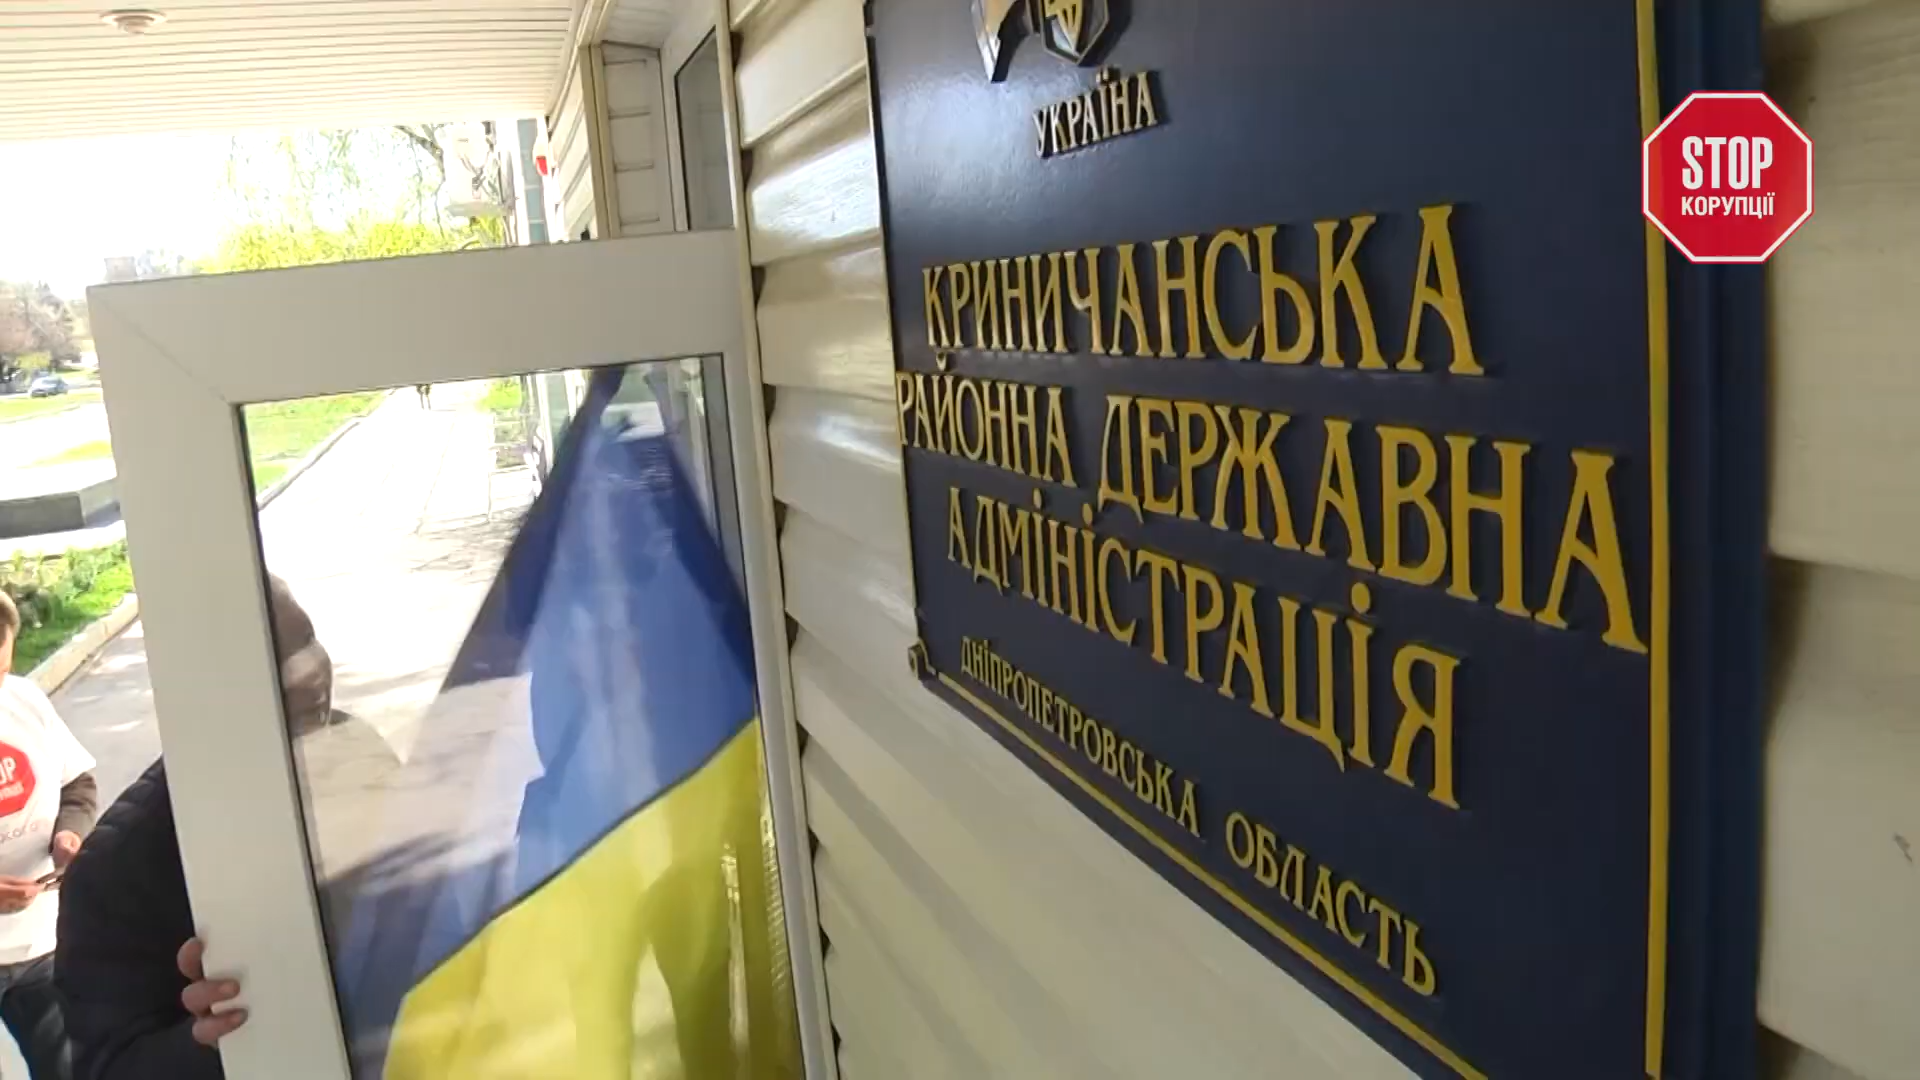 УКРАЇНА
КРИНИЧАНСЬКА
РАЙОННА ДЕРЖАВНА
АДМІНІСТРАЦІЯ
ДНІПРОПЕТРОВСЬКА ОБЛАСТЬ
STOP
КОРУПЦІЇ